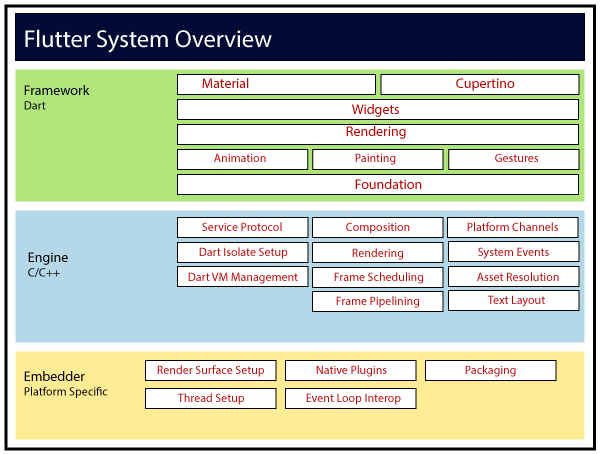 Flutter System Overview
Framework
Dart
Material
Cupertino
Widgets
Rendering
Animation
Painting
Gestures
Foundation
Engine
C/C++
Service Protocol
Composition
Platform Channels
Dart Isolate Setup
Rendering
System Events
Dart VM Management
Frame Scheduling
Asset Resolution
Frame Pipelining
Text Layout
Embedder
Platform Specific
Render Surface Setup
Native Plugins
Packaging
Thread Setup
Event Loop Interop